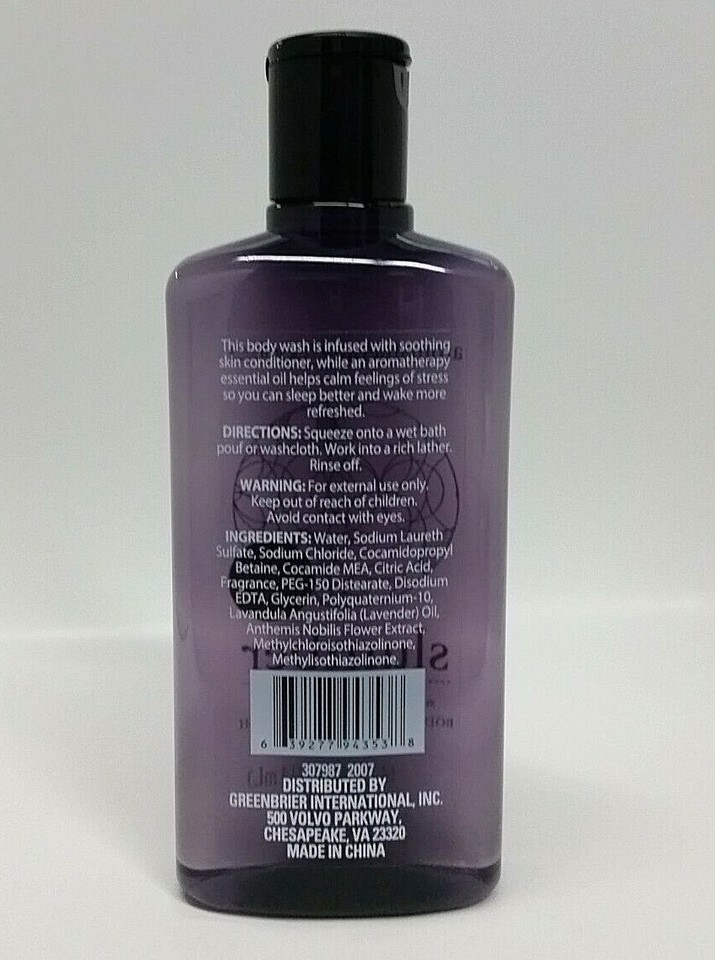 This body wash is infused with soothing
skin conditioner, while an aromatherapy
essential oil helps calm feelings of stress
so you can sleep better and wake more
refreshed.
DIRECTIONS: Squeeze onto a wet bath
pouf or washcloth. Work into a rich lather.
Rinse off.
WARNING: For external use only.
Keep out of reach of children.
Avoid contact with eyes.
INGREDIENTS: Water, Sodium Laureth
Sulfate, Sodium Chloride, Cocamidopropyl
Betaine, Cocamide MEA, Citric Acid,
Fragrance, PEG-150 Distearate, Disodium
EDTA, Glycerin, Polyquaternium-10,
Lavandula Angustifolia (Lavender) Oil,
Anthemis Nobilis Flower Extract,
Methylchloroisothiazolinone,
Methylisothiazolinone.
6 39277 94353 8
307987 2007
DISTRIBUTED BY
GREENBRIER INTERNATIONAL, INC.
500 VOLVO PARKWAY,
CHESAPEAKE, VA 23320
MADE IN CHINA